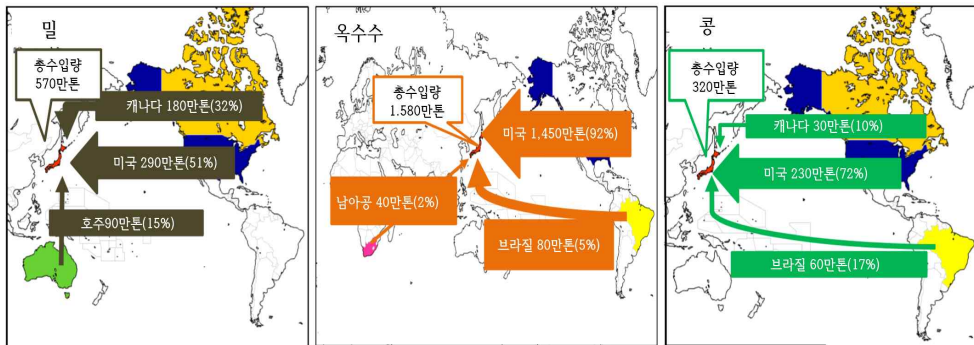 밀
총수입량
570만톤
캐나다 180만톤(32%)
미국 290만톤(51%)
호주90만톤(15%)
옥수수
총수입량
1.580만톤
미국 1,450만톤(92%)
남아공 40만톤(2%)
브라질 80만톤(5%)
콩
총수입량
320만톤
캐나다 30만톤(10%)
미국 230만톤(72%)
브라질 60만톤(17%)